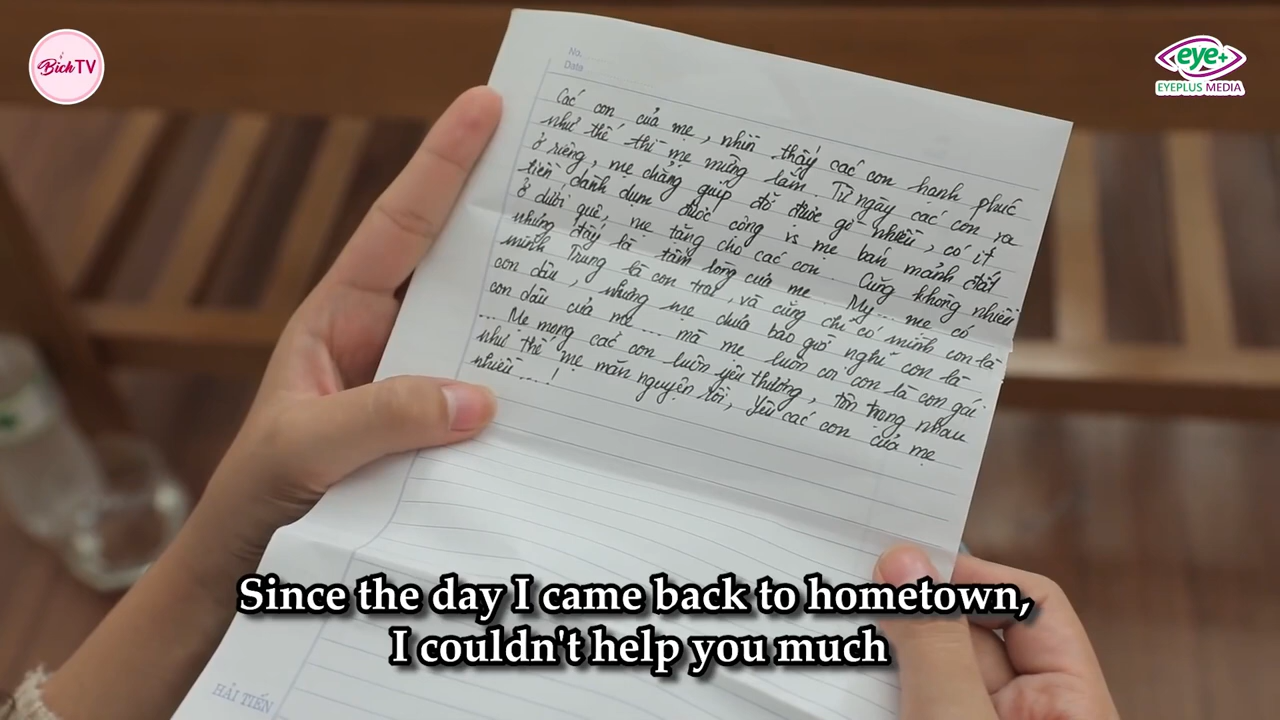 BíchTV
eye+
EYEPLUS MEDIA
No.
Date
Các con của mẹ, nhìn thấy các con hạnh phúc
như thế thì mẹ mừng lắm. Từ ngày các con ra
ở riêng, mẹ chẳng giúp đỡ được gì nhiều, có ít
tiền dành dụm được cộng vs mẹ bán mảnh đất
ở dưới quê, mẹ tặng cho các con. Cũng không nhiều
nhưng đấy là tấm lòng của mẹ... My... mẹ có
mình Trung là con trai, và cũng chỉ có mình con là
con dâu, nhưng mẹ chưa bao giờ nghĩ con là
con dâu của mẹ.... mà mẹ luôn coi con là con gái.
... Mẹ mong các con luôn yêu thương, tôn trọng nhau
như thế mẹ mãn nguyện rồi, Yêu các con của mẹ
nhiều ....!
HẢI TIẾN
Since the day I came back to hometown,
I couldn't help you much